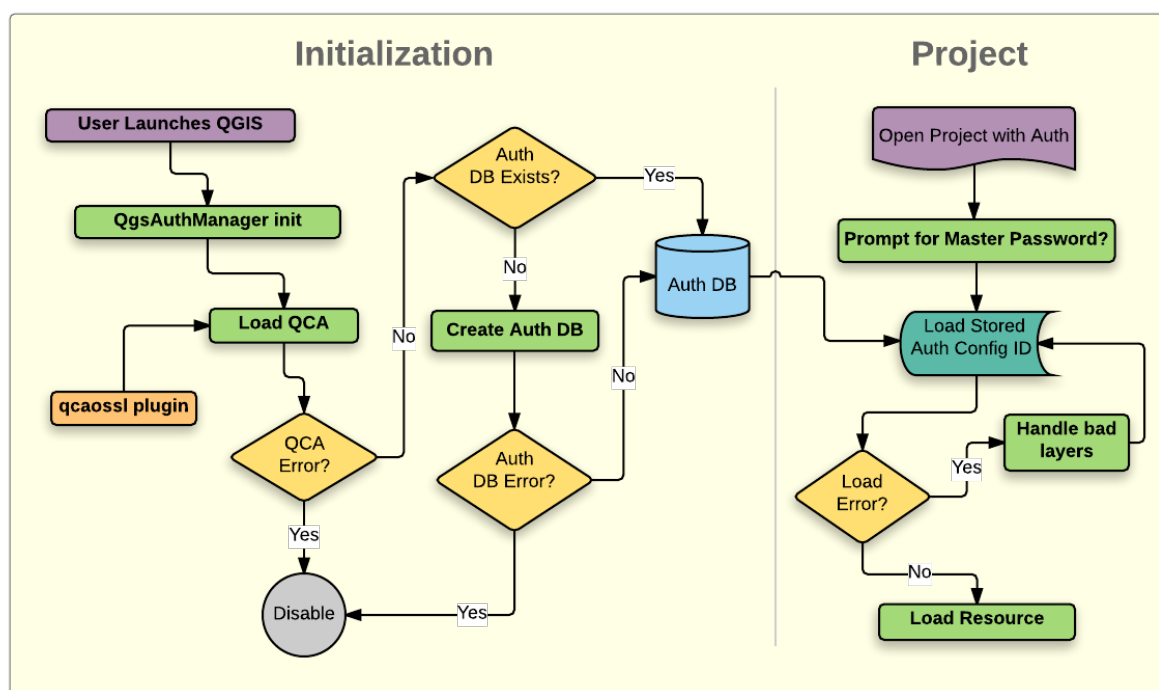 Initialization
Project
User Launches QGIS
QgsAuthManager init
Load QCA
qcaossl plugin
QCA
Error?
Yes
No
Disable
Auth
DB Exists?
Yes
No
Create Auth DB
Auth
DB Error?
No
Yes
Auth DB
Open Project with Auth
Prompt for Master Password?
Load Stored
Auth Config ID
Handle bad
layers
Load
Error?
Yes
No
Load Resource